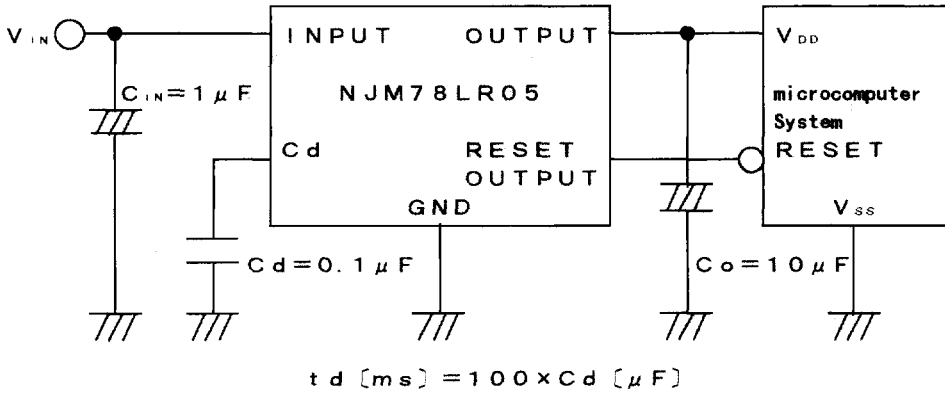 VIN
INPUT
OUTPUT
VDD
CIN=1μF
NJM78LR05
microcomputer
System
Cd
RESET
OUTPUT
RESET
GND
VSS
Cd=0.1μF
Co=10μF
td [ms] =100×Cd [μF]